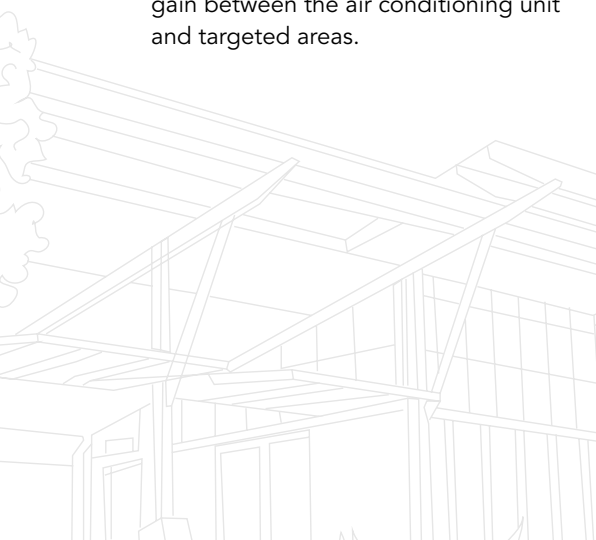 gain between the air conditioning unit
and targeted areas.